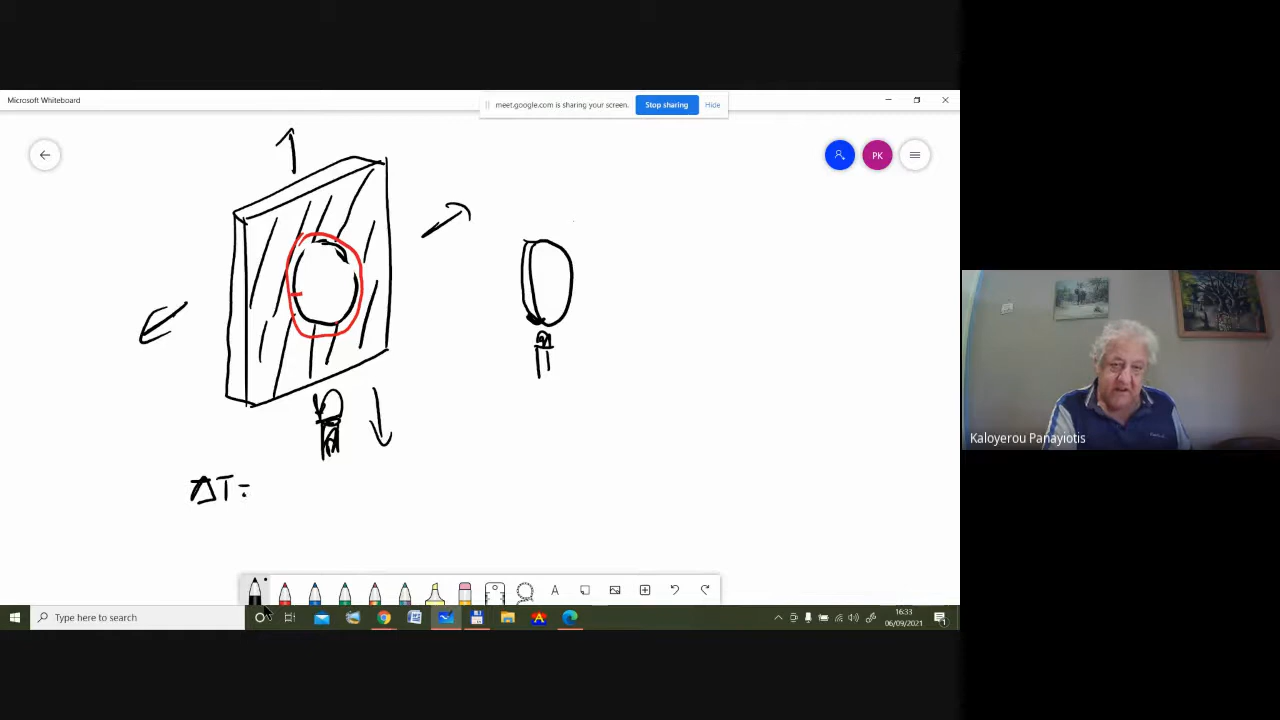 Microsoft Whiteboard
meet.google.com is sharing your screen.
Stop sharing
Hide
PK
ΔT=
Kaloyerou Panayiotis
A
Type here to search
16:33
06/09/2021